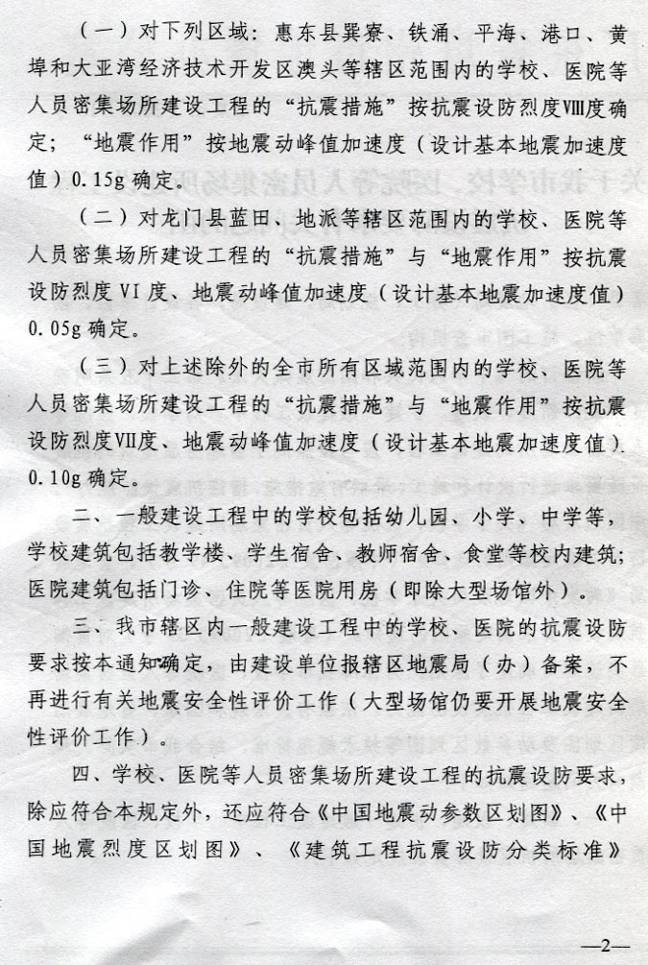 （一）对下列区域：惠东县巽寮、铁涌、平海、港口、黄
埠和大亚湾经济技术开发区澳头等辖区范围内的学校、医院等
人员密集场所建设工程的“抗震措施”按抗震设防烈度Ⅷ度确
定；“地震作用”按地震动峰值加速度（设计基本地震加速度
值）0.15g 确定。
（二）对龙门县蓝田、地派等辖区范围内的学校、医院等
人员密集场所建设工程的“抗震措施”与“地震作用”按抗震
设防烈度 VI 度、地震动峰值加速度（设计基本地震加速度值）
0.05g 确定。
（三）对上述除外的全市所有区域范围内的学校、医院等
人员密集场所建设工程的“抗震措施”与“地震作用”按抗震
设防烈度Ⅶ度、地震动峰值加速度（设计基本地震加速度值）
0.10g 确定。
二、一般建设工程中的学校包括幼儿园、小学、中学等，
学校建筑包括教学楼、学生宿舍、教师宿舍、食堂等校内建筑；
医院建筑包括门诊、住院等医院用房（即除大型场馆外）。
三、我市辖区内一般建设工程中的学校、医院的抗震设防
要求按本通知确定，由建设单位报辖区地震局（办）备案，不
再进行有关地震安全性评价工作（大型场馆仍要开展地震安全
性评价工作）。
四、学校、医院等人员密集场所建设工程的抗震设防要求，
除应符合本规定外，还应符合《中国地震动参数区划图》、《中
国地震烈度区划图》、《建筑工程抗震设防分类标准》
—2—